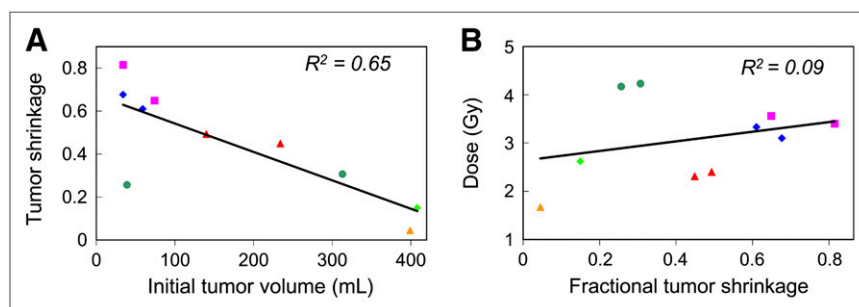 A
R² = 0.65
Tumor shrinkage
0.8
0.6
0.4
0.2
0
0 100 200 300 400
Initial tumor volume (mL)
B
R² = 0.09
Dose (Gy)
5
4
3
2
1
0 0.2 0.4 0.6 0.8
Fractional tumor shrinkage